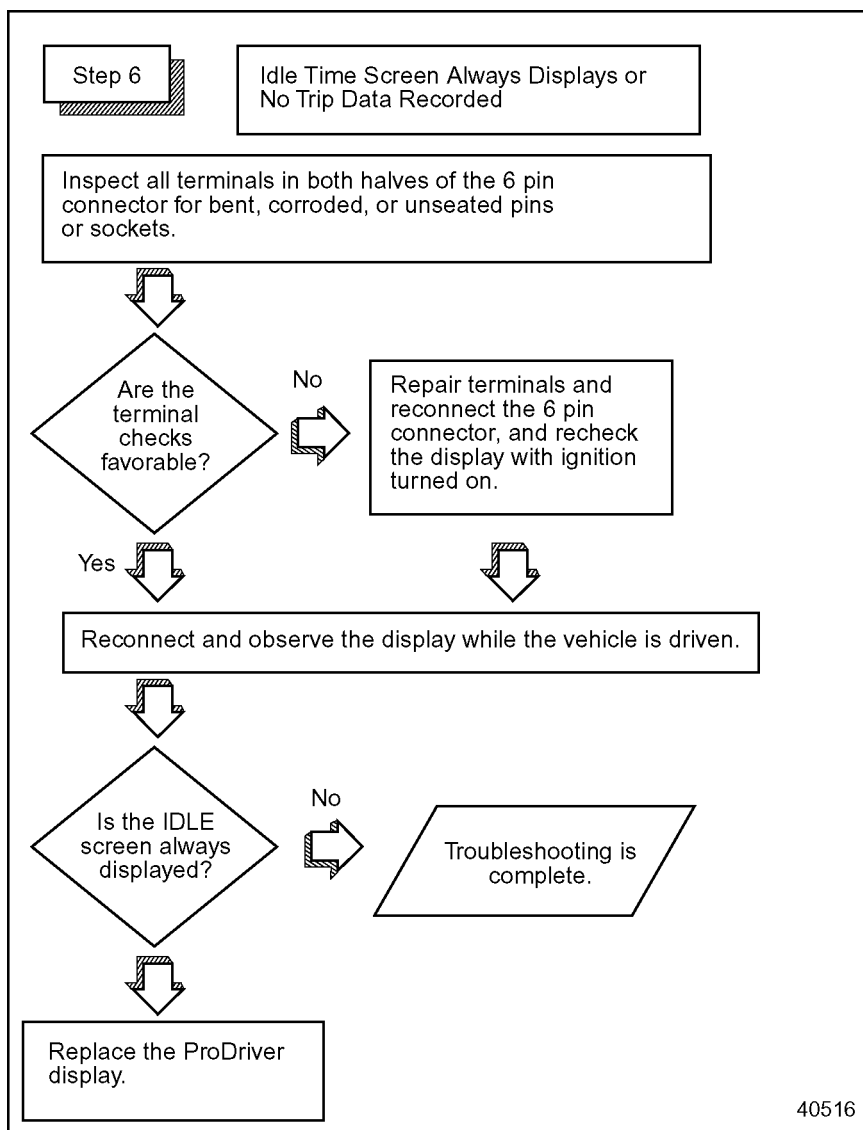 Step 6
Idle Time Screen Always Displays or
No Trip Data Recorded
Inspect all terminals in both halves of the 6 pin
connector for bent, corroded, or unseated pins
or sockets.
Are the
terminal
checks
favorable?
No
Repair terminals and
reconnect the 6 pin
connector, and recheck
the display with ignition
turned on.
Yes
Reconnect and observe the display while the vehicle is driven.
Is the IDLE
screen always
displayed?
No
Troubleshooting is
complete.
Replace the ProDriver
display.
40516